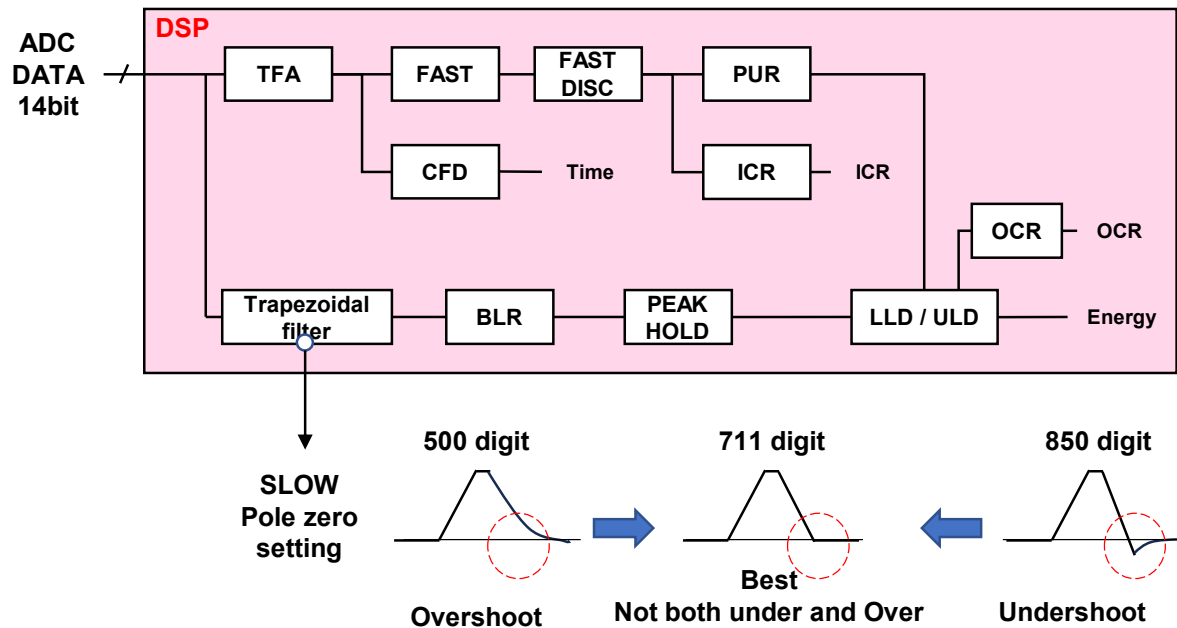 DSP
ADC
DATA
14bit
TFA
FAST
FAST
DISC
PUR
CFD
Time
ICR
ICR
OCR
OCR
Trapezoidal
filter
BLR
PEAK
HOLD
LLD / ULD
Energy
SLOW
Pole zero
setting
500 digit
Overshoot
711 digit
Best
Not both under and Over
850 digit
Undershoot